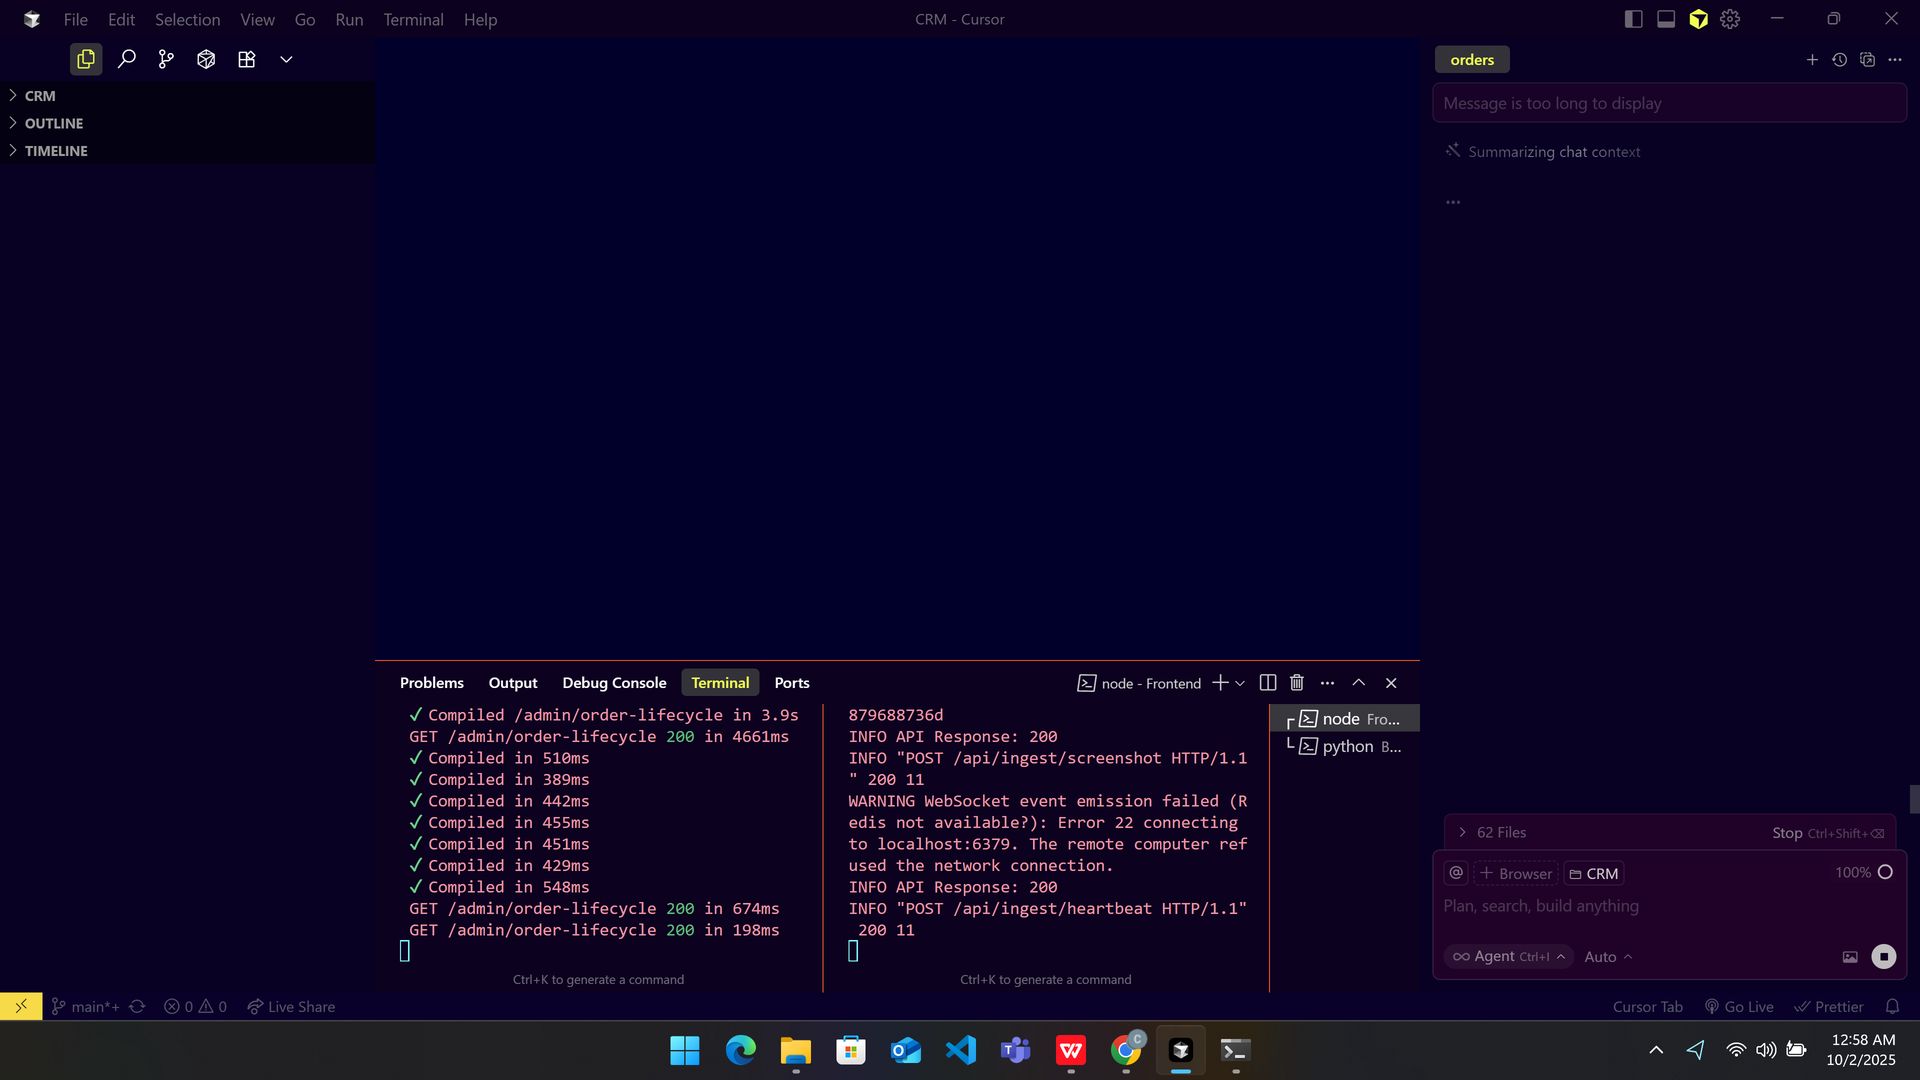 File Edit Selection View Go Run Terminal Help
CRM - Cursor
CRM
OUTLINE
TIMELINE
orders
Message is too long to display
Summarizing chat context
...
Problems Output Debug Console Terminal Ports
node - Frontend
✓ Compiled /admin/order-lifecycle in 3.9s
GET /admin/order-lifecycle 200 in 4661ms
✓ Compiled in 510ms
✓ Compiled in 389ms
✓ Compiled in 442ms
✓ Compiled in 455ms
✓ Compiled in 451ms
✓ Compiled in 429ms
✓ Compiled in 548ms
GET /admin/order-lifecycle 200 in 674ms
GET /admin/order-lifecycle 200 in 198ms
Ctrl+K to generate a command
879688736d
INFO API Response: 200
INFO "POST /api/ingest/screenshot HTTP/1.1
" 200 11
WARNING WebSocket event emission failed (R
edis not available?): Error 22 connecting
to localhost:6379. The remote computer ref
used the network connection.
INFO API Response: 200
INFO "POST /api/ingest/heartbeat HTTP/1.1"
200 11
Ctrl+K to generate a command
node Fro...
python B...
62 Files
Stop Ctrl+Shift+⌫
@ + Browser CRM
100%
Plan, search, build anything
Agent Ctrl+I Auto
main*+ 0 0 Live Share
Cursor Tab Go Live Prettier
C
12:58 AM
10/2/2025